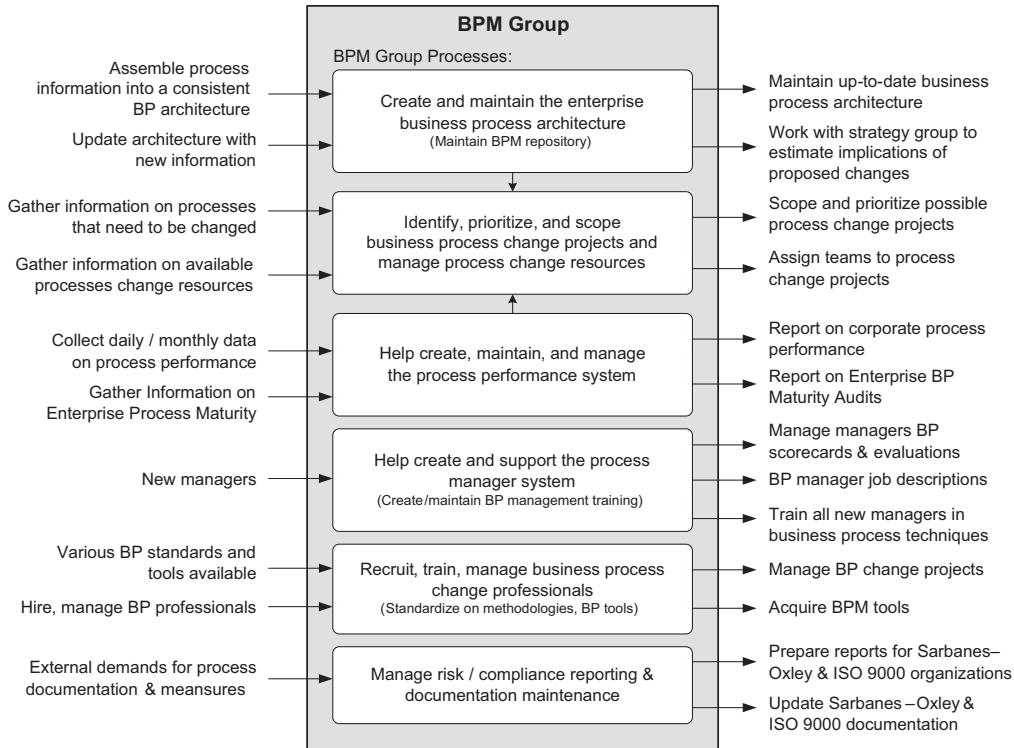 BPM Group
BPM Group Processes:
Assemble process
information into a consistent
BP architecture
Update architecture with
new information
Create and maintain the enterprise
business process architecture
(Maintain BPM repository)
Maintain up-to-date business
process architecture
Work with strategy group to
estimate implications of
proposed changes
Gather information on processes
that need to be changed
Gather information on available
processes change resources
Identify, prioritize, and scope
business process change projects and
manage process change resources
Scope and prioritize possible
process change projects
Assign teams to process
change projects
Collect daily / monthly data
on process performance
Gather Information on
Enterprise Process Maturity
Help create, maintain, and manage
the process performance system
Report on corporate process
performance
Report on Enterprise BP
Maturity Audits
New managers
Help create and support the process
manager system
(Create/maintain BP management training)
Manage managers BP
scorecards & evaluations
BP manager job descriptions
Train all new managers in
business process techniques
Various BP standards and
tools available
Hire, manage BP professionals
Recruit, train, manage business process
change professionals
(Standardize on methodologies, BP tools)
Manage BP change projects
Acquire BPM tools
External demands for process
documentation & measures
Manage risk / compliance reporting &
documentation maintenance
Prepare reports for Sarbanes–
Oxley & ISO 9000 organizations
Update Sarbanes – Oxley &
ISO 9000 documentation